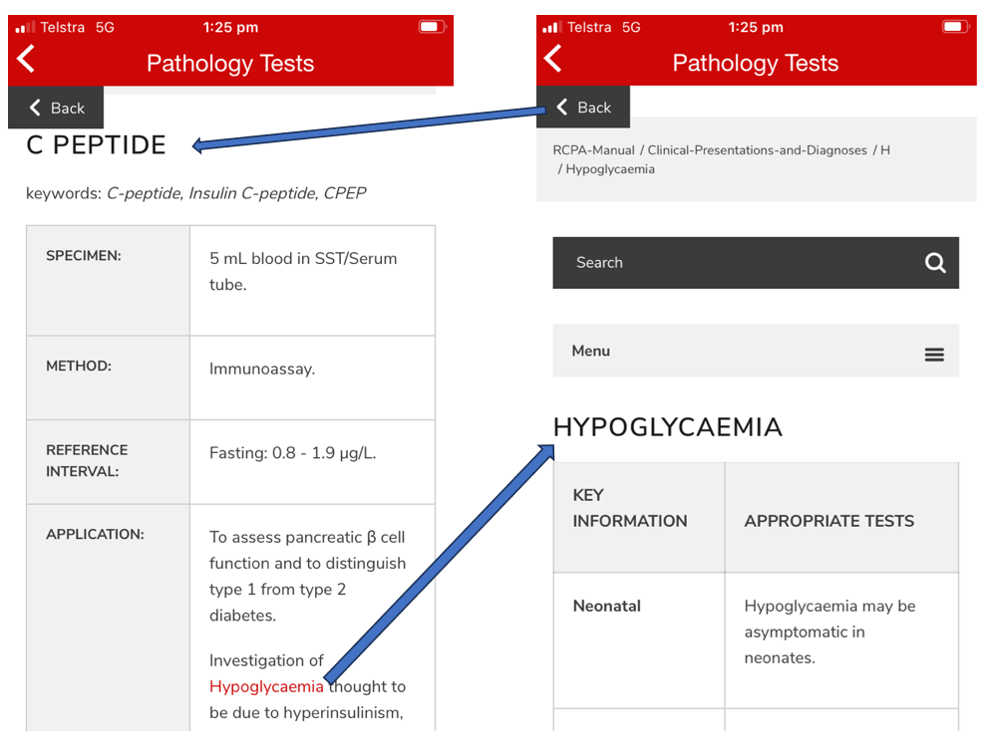 Telstra 5G 1:25 pm
Pathology Tests
Back
C PEPTIDE
keywords: C-peptide, Insulin C-peptide, CPEP
SPECIMEN:
5 mL blood in SST/Serum
tube.
METHOD:
Immunoassay.
REFERENCE
INTERVAL:
Fasting: 0.8 - 1.9 µg/L.
APPLICATION:
To assess pancreatic β cell
function and to distinguish
type 1 from type 2
diabetes.
Investigation of
Hypoglycaemia thought to
be due to hyperinsulinism,
Telstra 5G 1:25 pm
Pathology Tests
Back
RCPA-Manual / Clinical-Presentations-and-Diagnoses / H
/ Hypoglycaemia
Search
Menu
HYPOGLYCAEMIA
KEY
INFORMATION
APPROPRIATE TESTS
Neonatal
Hypoglycaemia may be
asymptomatic in
neonates.